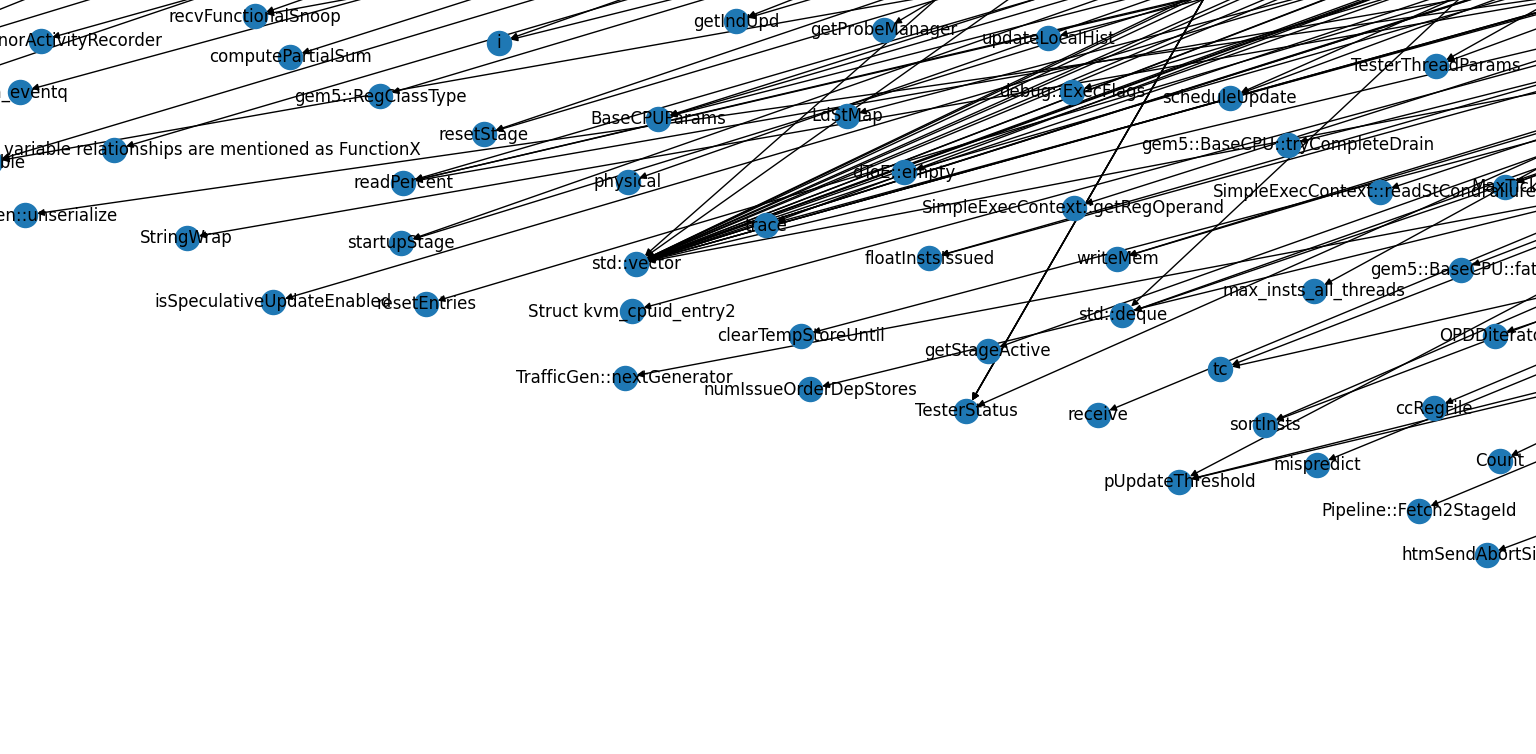 recvFunctionalSnoop
getIndUpd
getProbeManager
norActivityRecorder
i
updateLocalHist
computePartialSum
TesterThreadParams
_eventq
gem5::RegClassType
debug::ExecFlags
scheduleUpdate
BaseCPUParams
LdStMap
resetStage
gem5::BaseCPU::tryCompleteDrain
variable relationships are mentioned as FunctionX
ble
readPercent
physical
SimpleExecContext::readStCondFailur
en::unserialize
SimpleExecContext::getRegOperand
StringWrap
startupStage
trace
std::vector
floatInstsIssued
writeMem
gem5::BaseCPU::fat
isSpeculativeUpdateEnabled
resetEntries
Struct kvm_cpuid_entry2
max_insts_all_threads
std::deque
clearTempStoreUntil
OPDDiterato
getStageActive
TrafficGen::nextGenerator
tc
numIssueOrderDepStores
TesterStatus
receive
ccRegFile
sortInsts
mispredict
Count
pUpdateThreshold
Pipeline::Fetch2StageId
htmSendAbortSi